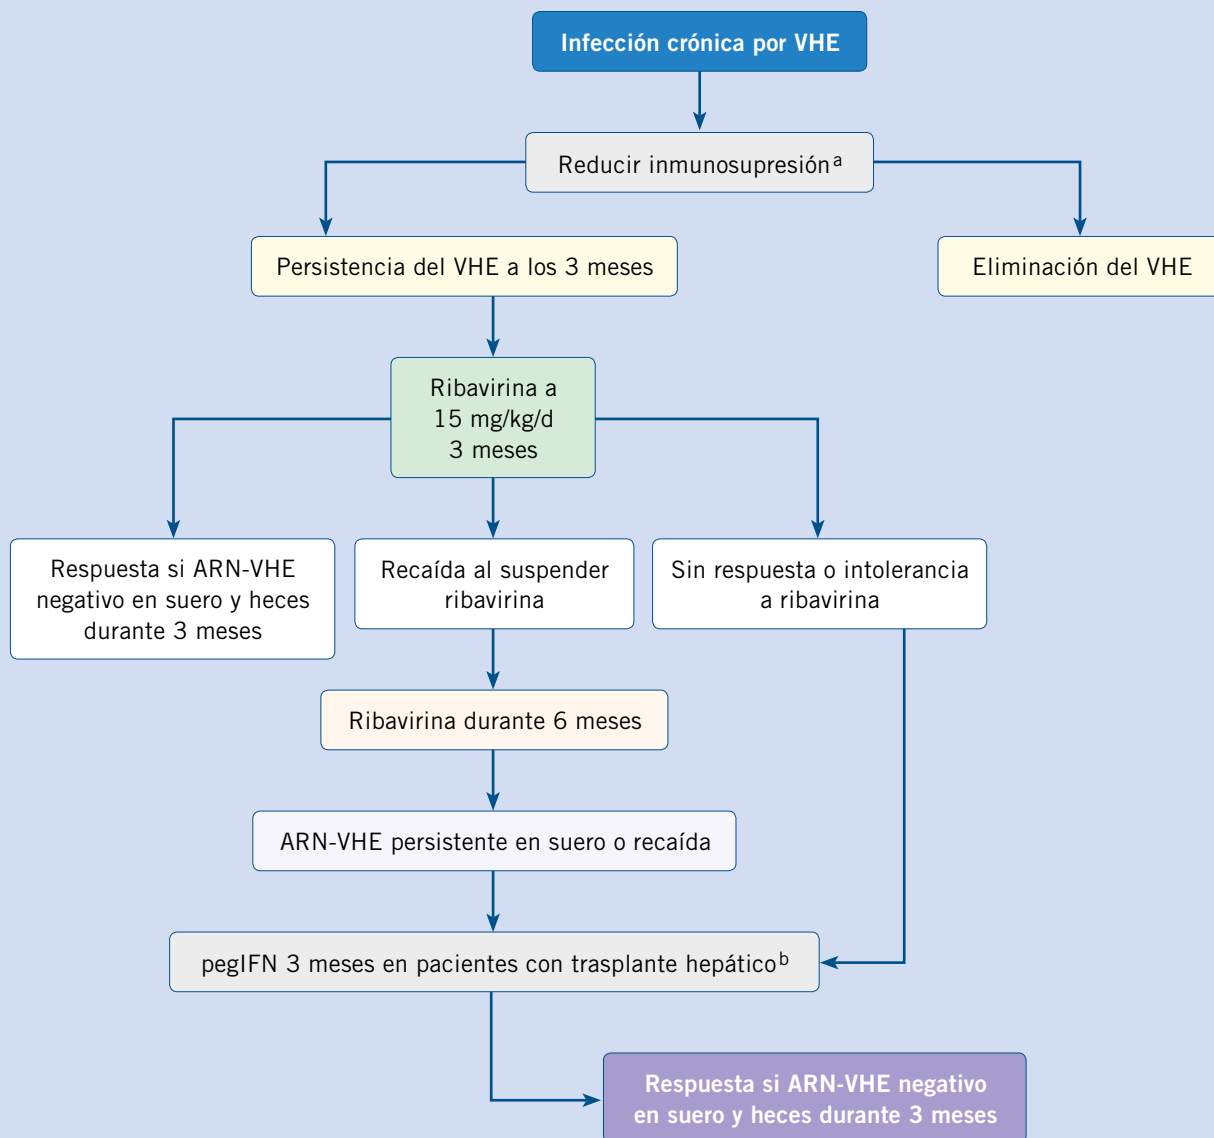 Infección crónica por VHE
Reducir inmunosupresión a
Persistencia del VHE a los 3 meses
Eliminación del VHE
Ribavirina a
15 mg/kg/d
3 meses
Respuesta si ARN-VHE
negativo en suero y heces
durante 3 meses
Recaída al suspender
ribavirina
Sin respuesta o intolerancia
a ribavirina
Ribavirina durante 6 meses
ARN-VHE persistente en suero o recaída
pegIFN 3 meses en pacientes con trasplante hepático b
Respuesta si ARN-VHE negativo
en suero y heces durante 3 meses